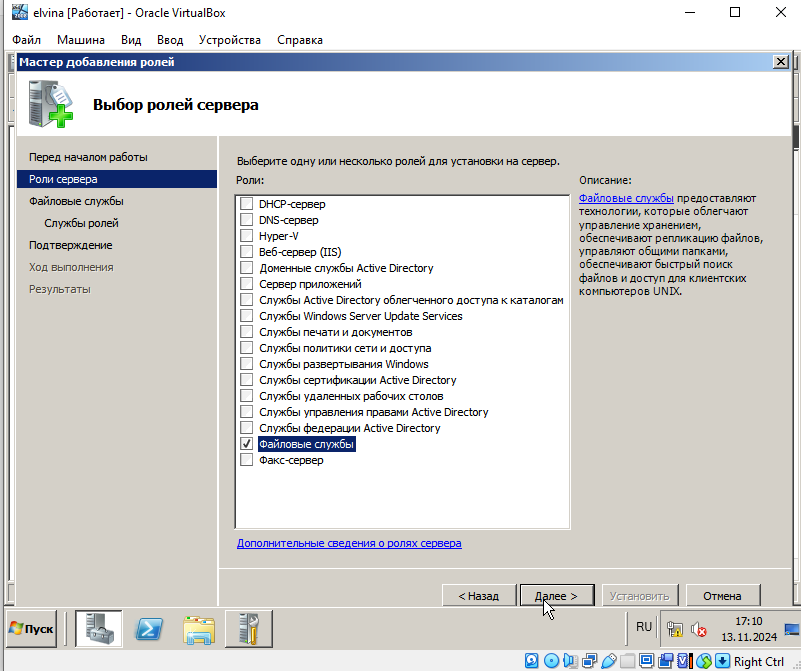 elvina [Работает] - Oracle VirtualBox
Файл Машина Вид Ввод Устройства Справка
Мастер добавления ролей
Выбор ролей сервера
Перед началом работы
Роли сервера
Файловые службы
Службы ролей
Подтверждение
Ход выполнения
Результаты
Выберите одну или несколько ролей для установки на сервер.
Роли:
DHCP-сервер
DNS-сервер
Hyper-V
Веб-сервер (IIS)
Доменные службы Active Directory
Сервер приложений
Службы Active Directory облегченного доступа к каталогам
Службы Windows Server Update Services
Службы печати и документов
Службы политики сети и доступа
Службы развертывания Windows
Службы сертификации Active Directory
Службы удаленных рабочих столов
Службы управления правами Active Directory
Службы федерации Active Directory
Файловые службы
Факс-сервер
Дополнительные сведения о ролях сервера
Описание:
Файловые службы предоставляют
технологии, которые облегчают
управление хранением,
обеспечивают репликацию файлов,
управляют общими папками,
обеспечивают быстрый поиск
файлов и доступ для клиентских
компьютеров UNIX.
< Назад Далее > Установить Отмена
Пуск
RU
17:10
13.11.2024
Right Ctrl